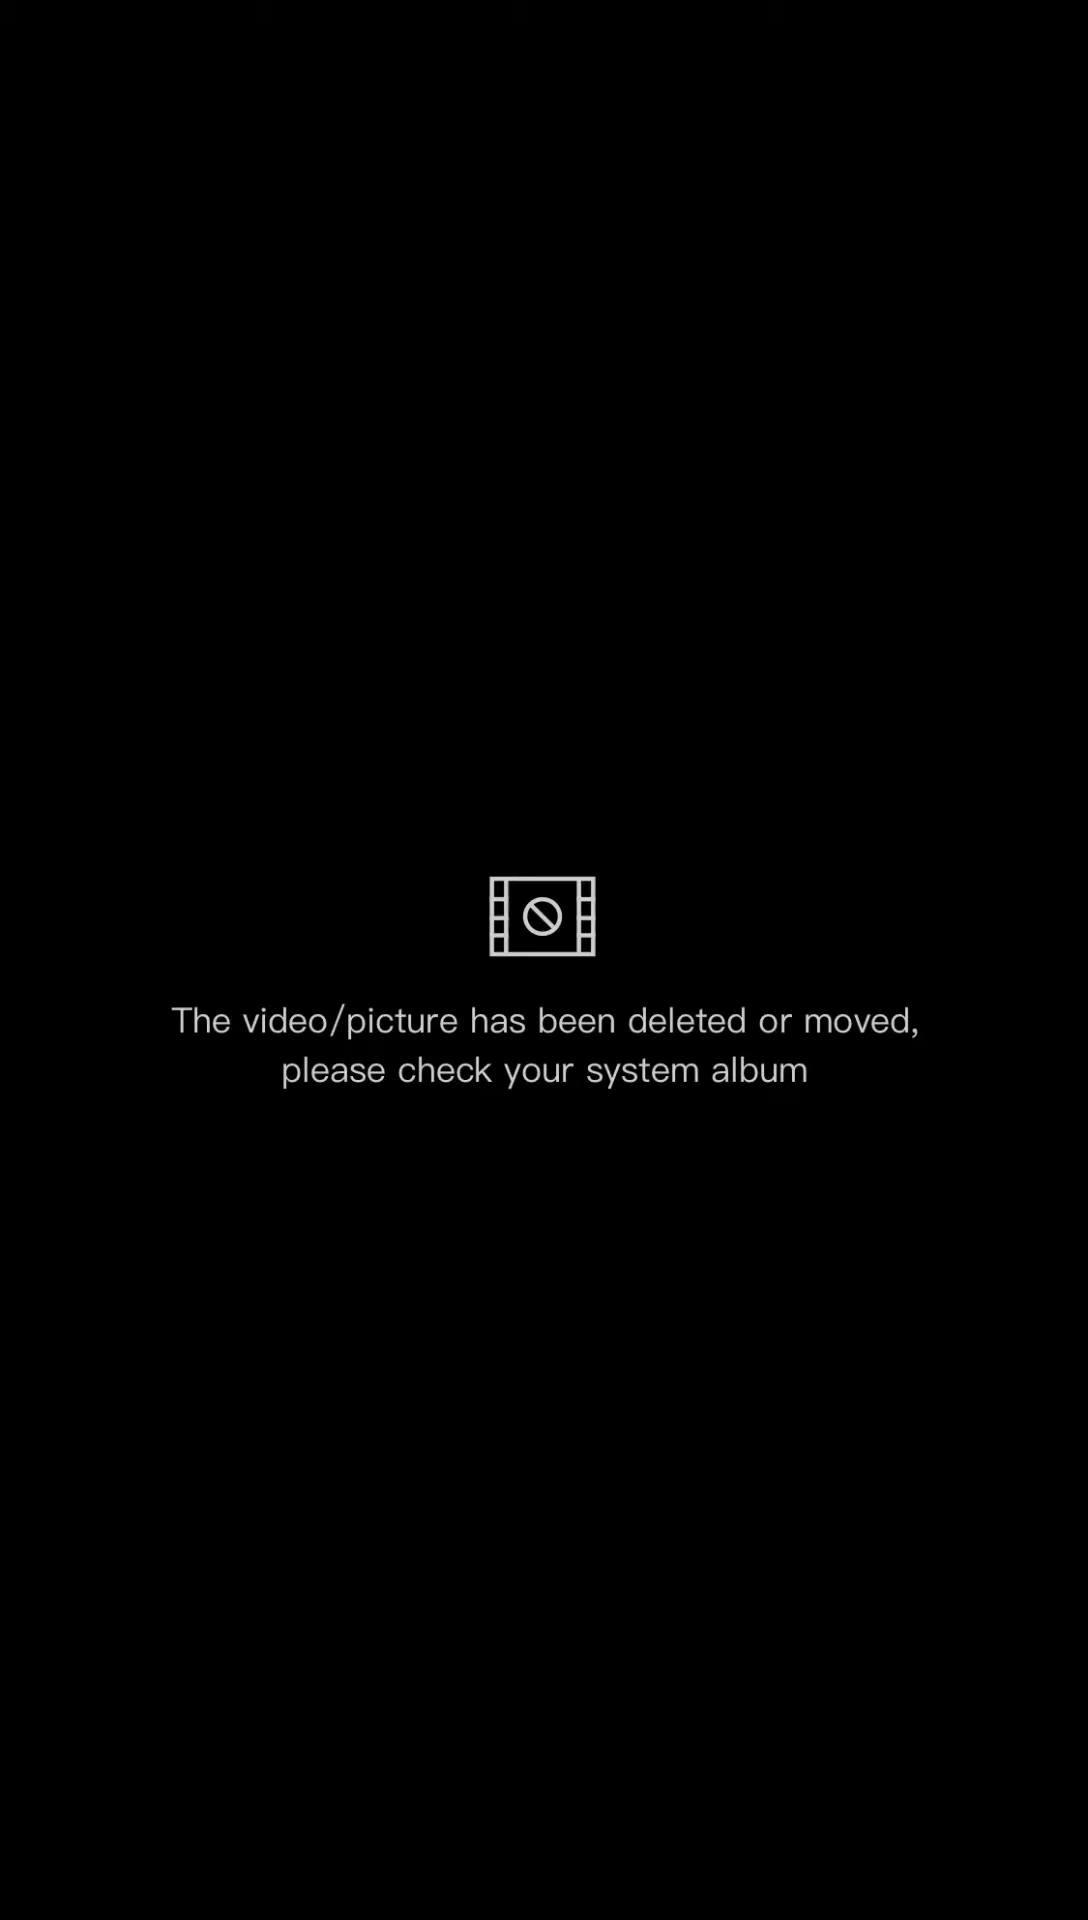 The video/picture has been deleted or moved,
please check your system album